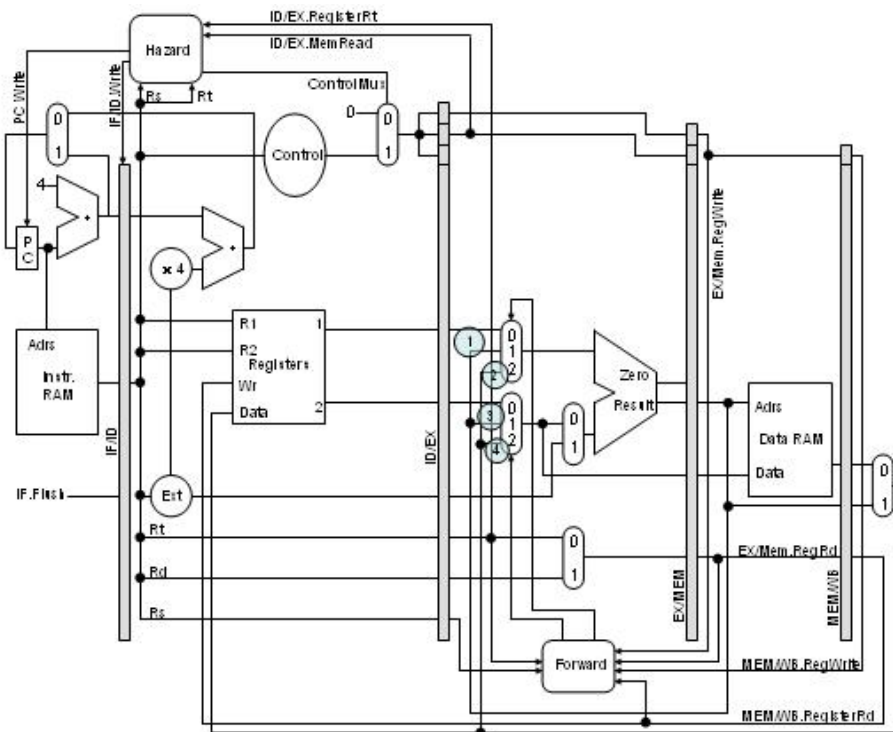 ID/EX.RegisterRt
Hazard
ID/EX.MemRead
PC Write
IF/ID.Write
Rs
Rt
ControlMux
0
0
1
0
1
Control
4
+
PC
+
x 4
EX/Mem.RegWrite
EX/Mem.RegWrite
R1
1
R2
Registers
Wr
Data
2
Adrs
Instr.
RAM
1
0
1
2
2
3
0
1
2
4
0
1
Zero
Result
Adrs
Data RAM
Data
0
1
IF/ID
ID/EX
IF.Flush
Ext
Rt
0
1
EX/Mem.RegRd
Rd
Rs
EX/MEM
MEM/WB
Forward
MEM/WB.RegWrite
MEM/WB.RegisterRd